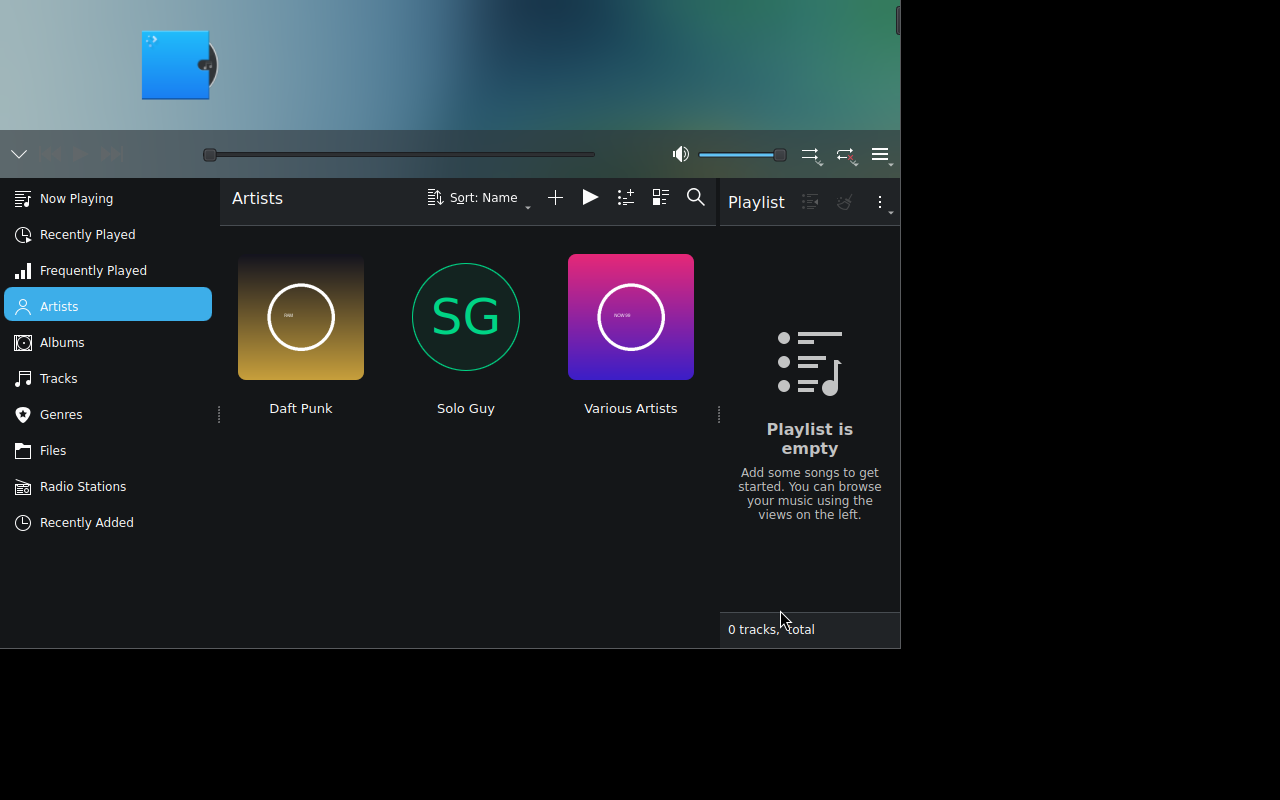 Now Playing
Recently Played
Frequently Played
Artists
Albums
Tracks
Genres
Files
Radio Stations
Recently Added
Artists
Sort: Name
NOW 99
SG
Daft Punk
Solo Guy
Various Artists
Playlist
Playlist is
empty
Add some songs to get
started. You can browse
your music using the
views on the left.
0 tracks, total